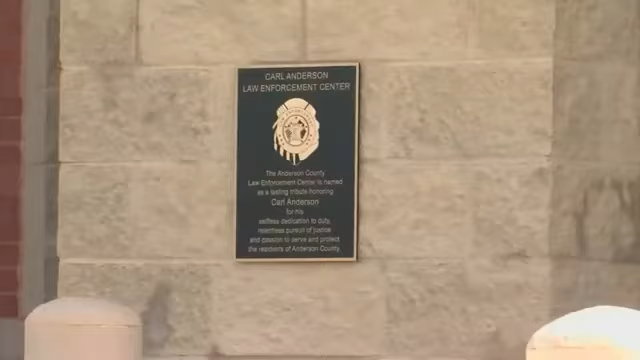 CARL ANDERSON
LAW ENFORCEMENT CENTER
The Anderson County
Law Enforcement Center is named
as a lasting tribute honoring
Carl Anderson
for his
selfless dedication to duty,
relentless pursuit of justice
and passion to serve and protect
the residents of Anderson County.